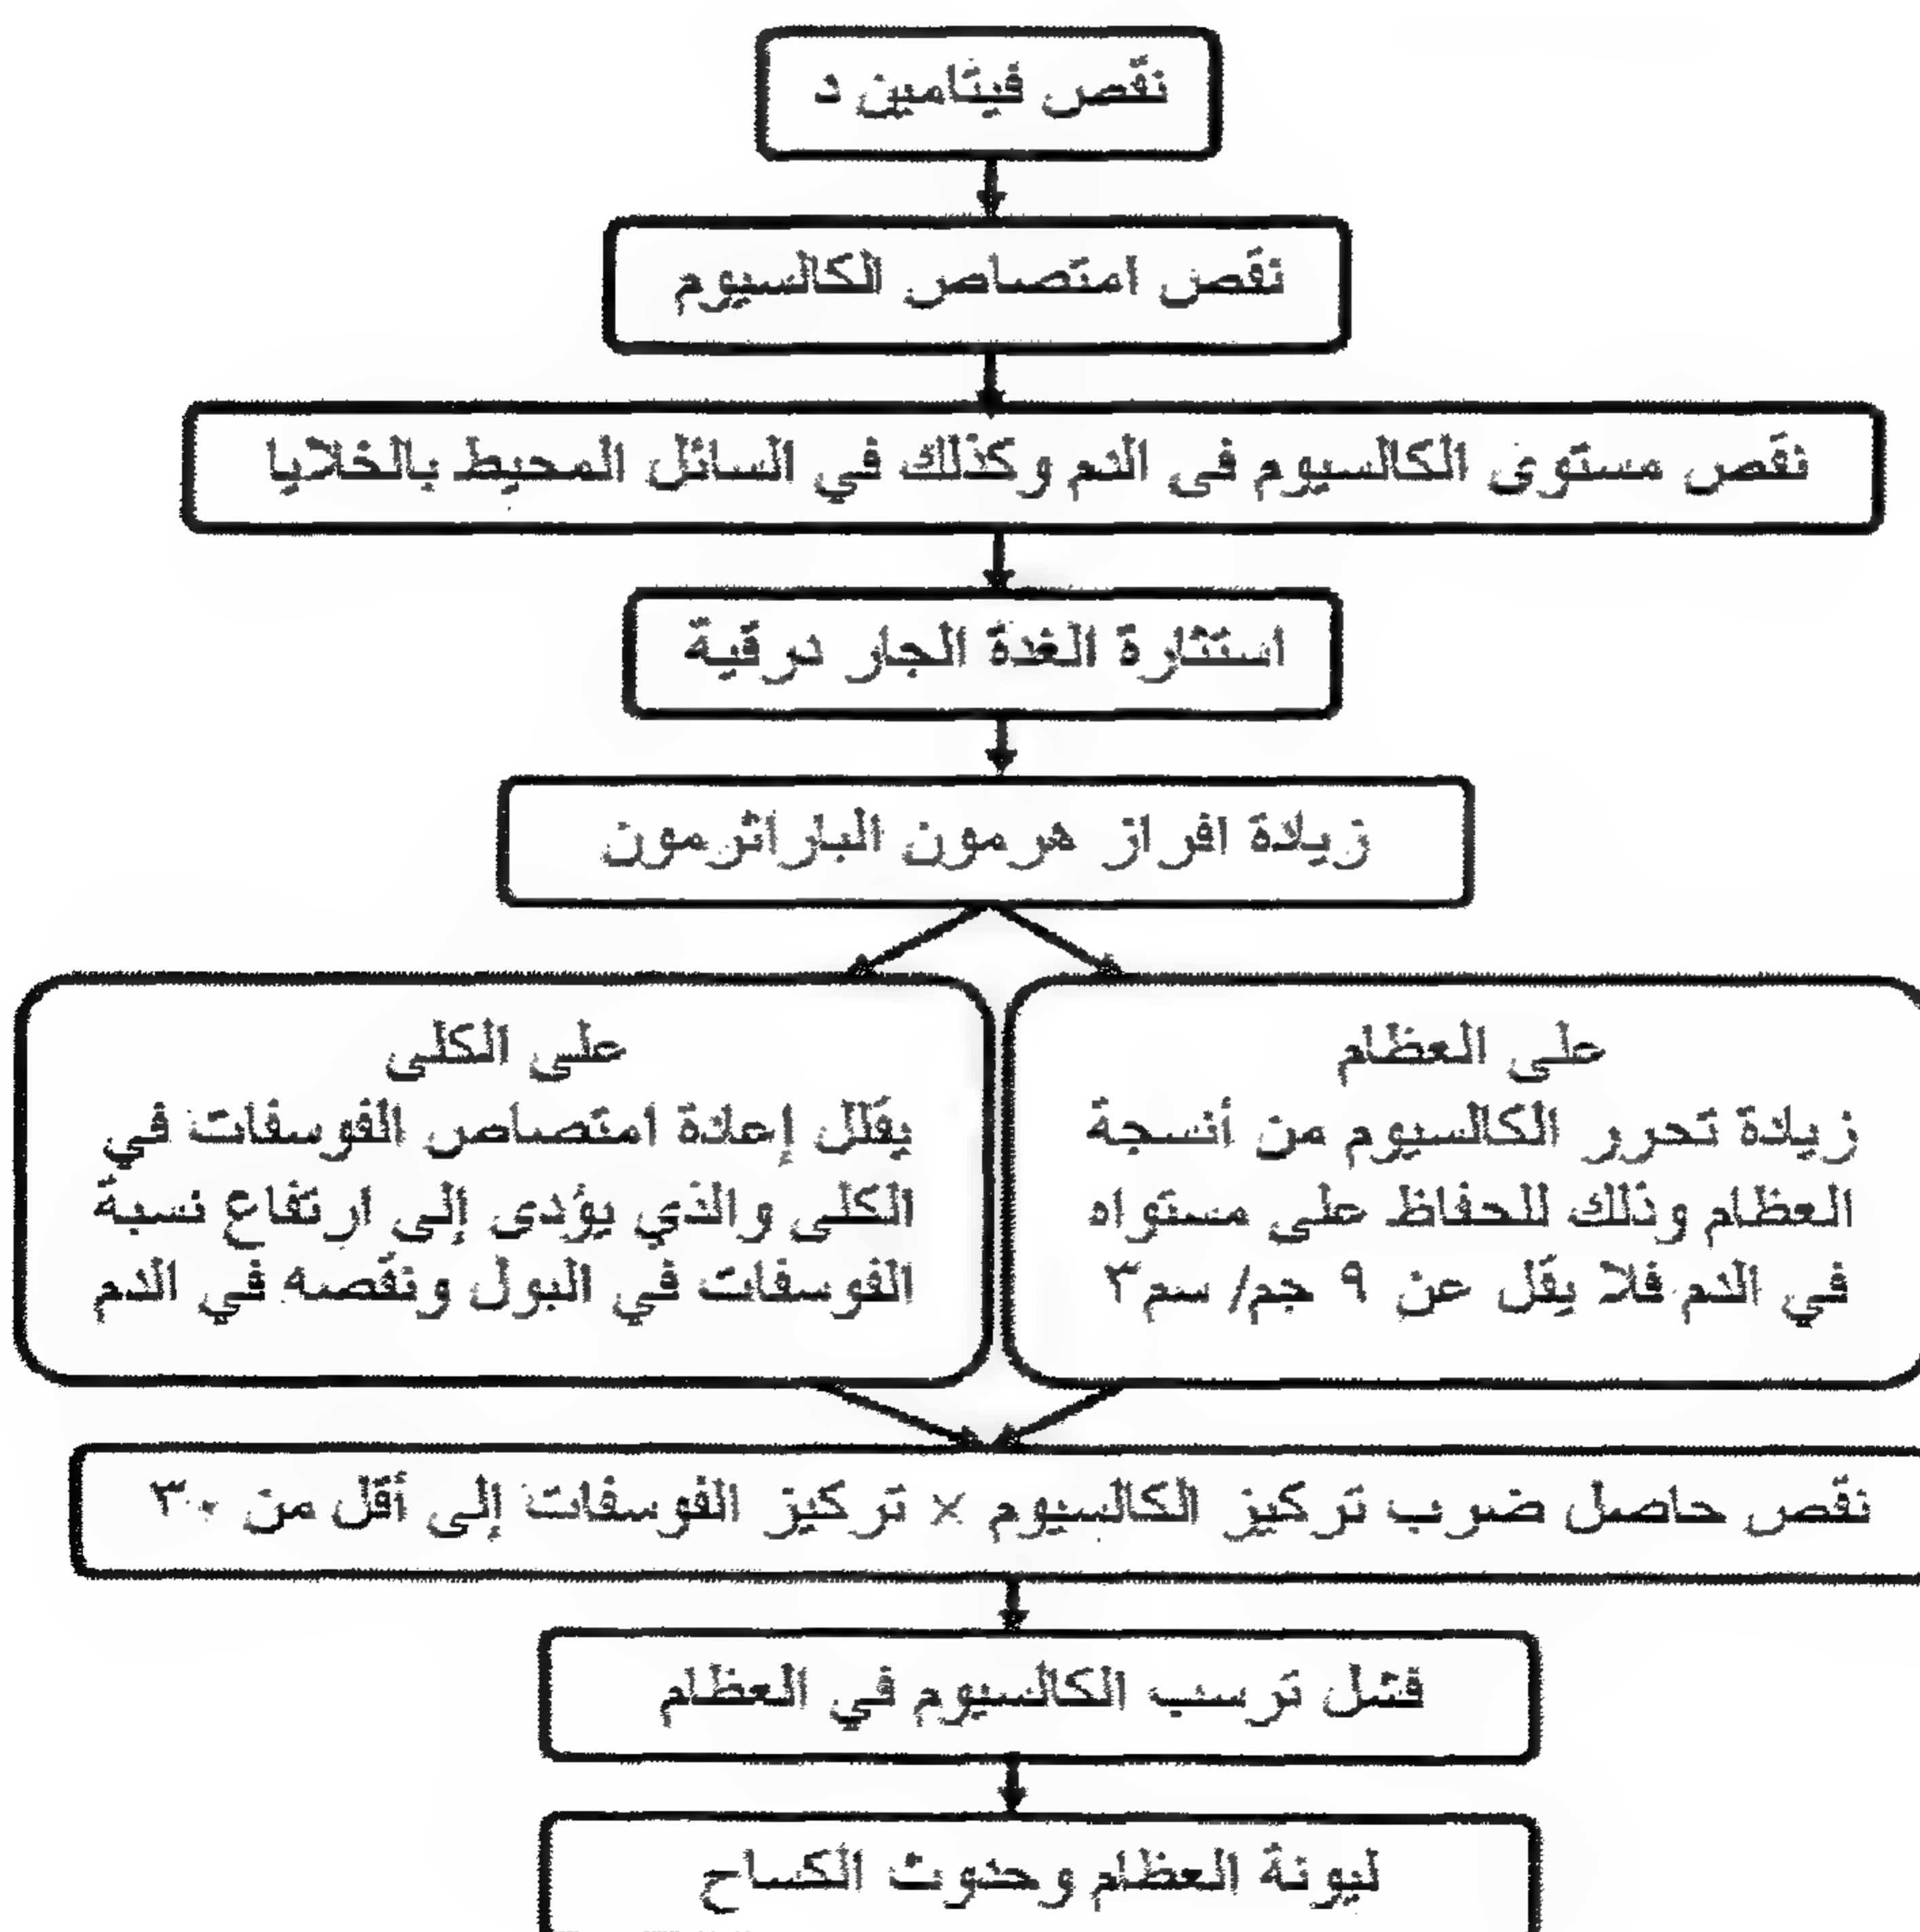 نقص فيتامين د
نقص امتصاص الكالسيوم
نقص مستوى الكالسيوم فى الدم وكذلك في السائل المحيط بالخلايا
استثارة الغدة الجار درقية
زيادة افراز هرمون الباراثرمون
على العظام
زيادة تحرر الكالسيوم من أنسجة
العظام وذلك للحفاظ على مستواه
في الدم فلا يقل عن ٩ جم/ سم٣
على الكلى
يقلل إعادة امتصاص الفوسفات في
الكلى والذي يؤدى إلى ارتفاع نسبة
الفوسفات في البول ونقصه في الدم
نقص حاصل ضرب تركيز الكالسيوم × تركيز الفوسفات إلى أقل من ٣٠
فشل ترسب الكالسيوم في العظام
ليونة العظام وحدوث الكساح